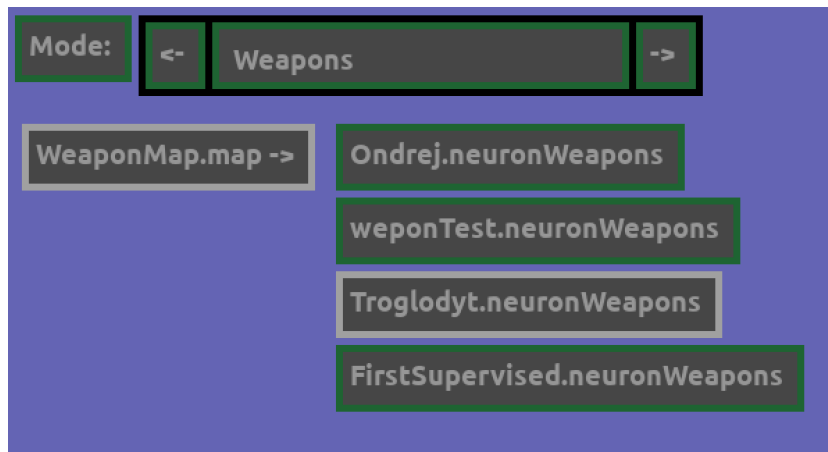 Mode: <- Weapons ->
WeaponMap.map -> Ondrej.neuronWeapons
weponTest.neuronWeapons
Troglodyt.neuronWeapons
FirstSupervised.neuronWeapons